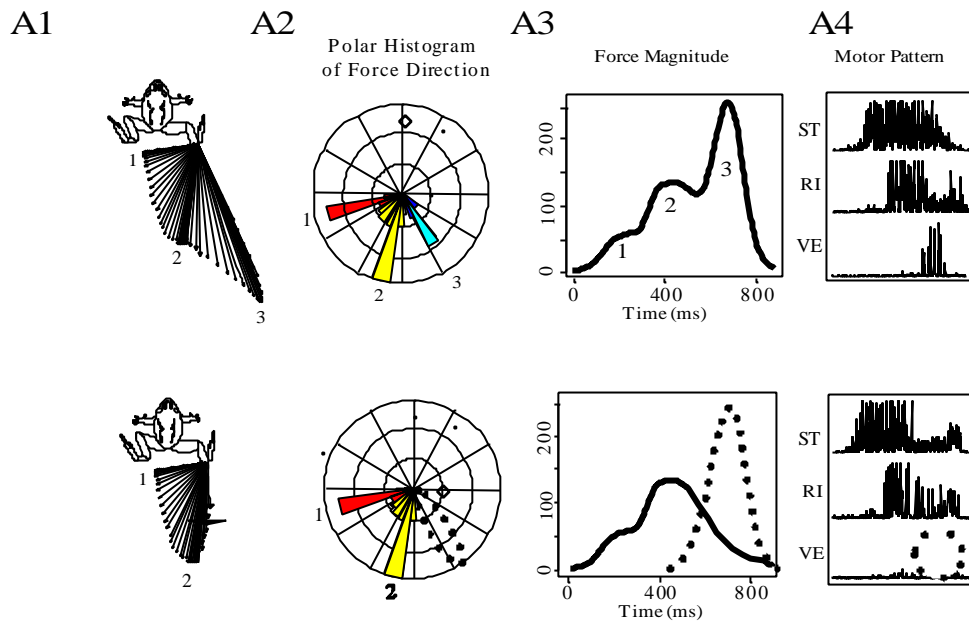 A1
A2
A3
A4
Polar Histogram
of Force Direction
Force Magnitude
Motor Pattern
1
2
3
1
2
3
0
100
200
1
2
3
0
400
800
Time (ms)
ST
RI
VE
1
2
1
2
0
100
200
0
400
800
Time (ms)
ST
RI
VE